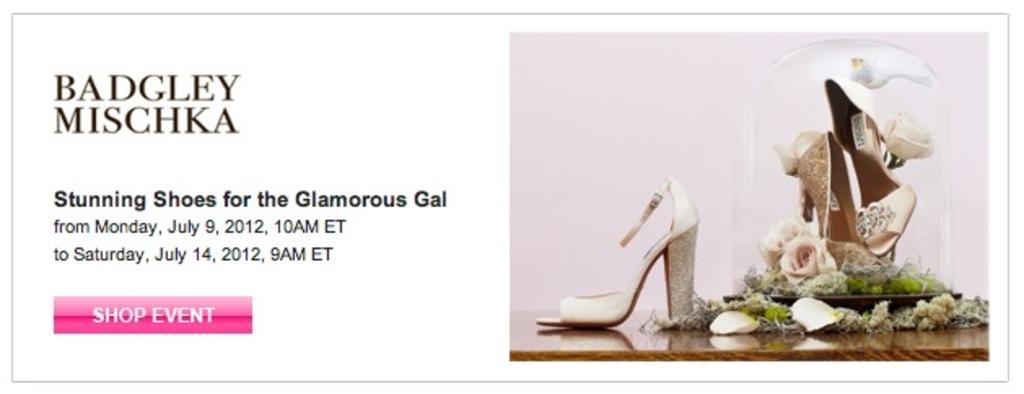 BADGLEY
MISCHKA
Stunning Shoes for the Glamorous Gal
from Monday, July 9, 2012, 10AM ET
to Saturday, July 14, 2012, 9AM ET
SHOP EVENT